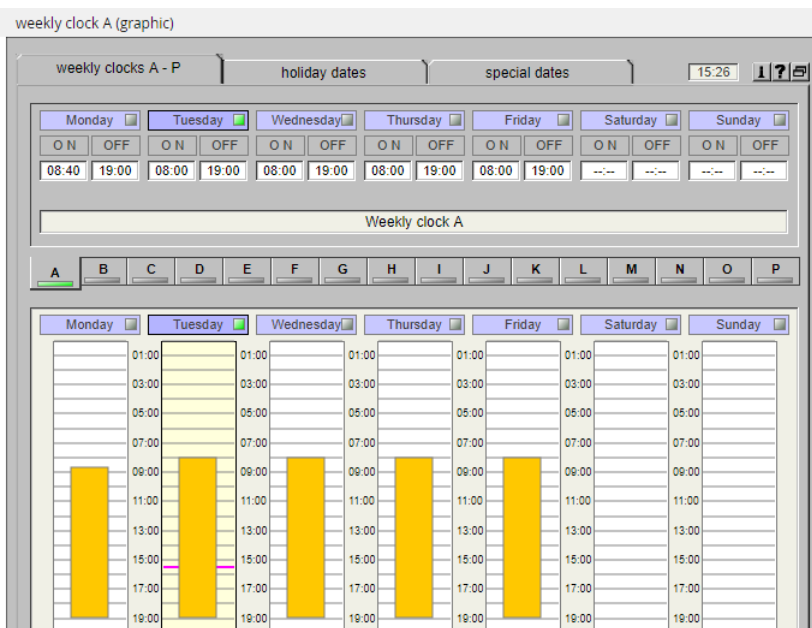 weekly clock A (graphic)
weekly clocks A - P holiday dates special dates 15:26 i ?
Monday Tuesday Wednesday Thursday Friday Saturday Sunday
ON OFF ON OFF ON OFF ON OFF ON OFF ON OFF ON OFF
08:40 19:00 08:00 19:00 08:00 19:00 08:00 19:00 08:00 19:00 --:-- --:-- --:-- --:--
Weekly clock A
A B C D E F G H I J K L M N O P
Monday Tuesday Wednesday Thursday Friday Saturday Sunday
01:00 01:00 01:00 01:00 01:00 01:00
03:00 03:00 03:00 03:00 03:00 03:00
05:00 05:00 05:00 05:00 05:00 05:00
07:00 07:00 07:00 07:00 07:00 07:00
09:00 09:00 09:00 09:00 09:00 09:00
11:00 11:00 11:00 11:00 11:00 11:00
13:00 13:00 13:00 13:00 13:00 13:00
15:00 15:00 15:00 15:00 15:00 15:00
17:00 17:00 17:00 17:00 17:00 17:00
19:00 19:00 19:00 19:00 19:00 19:00